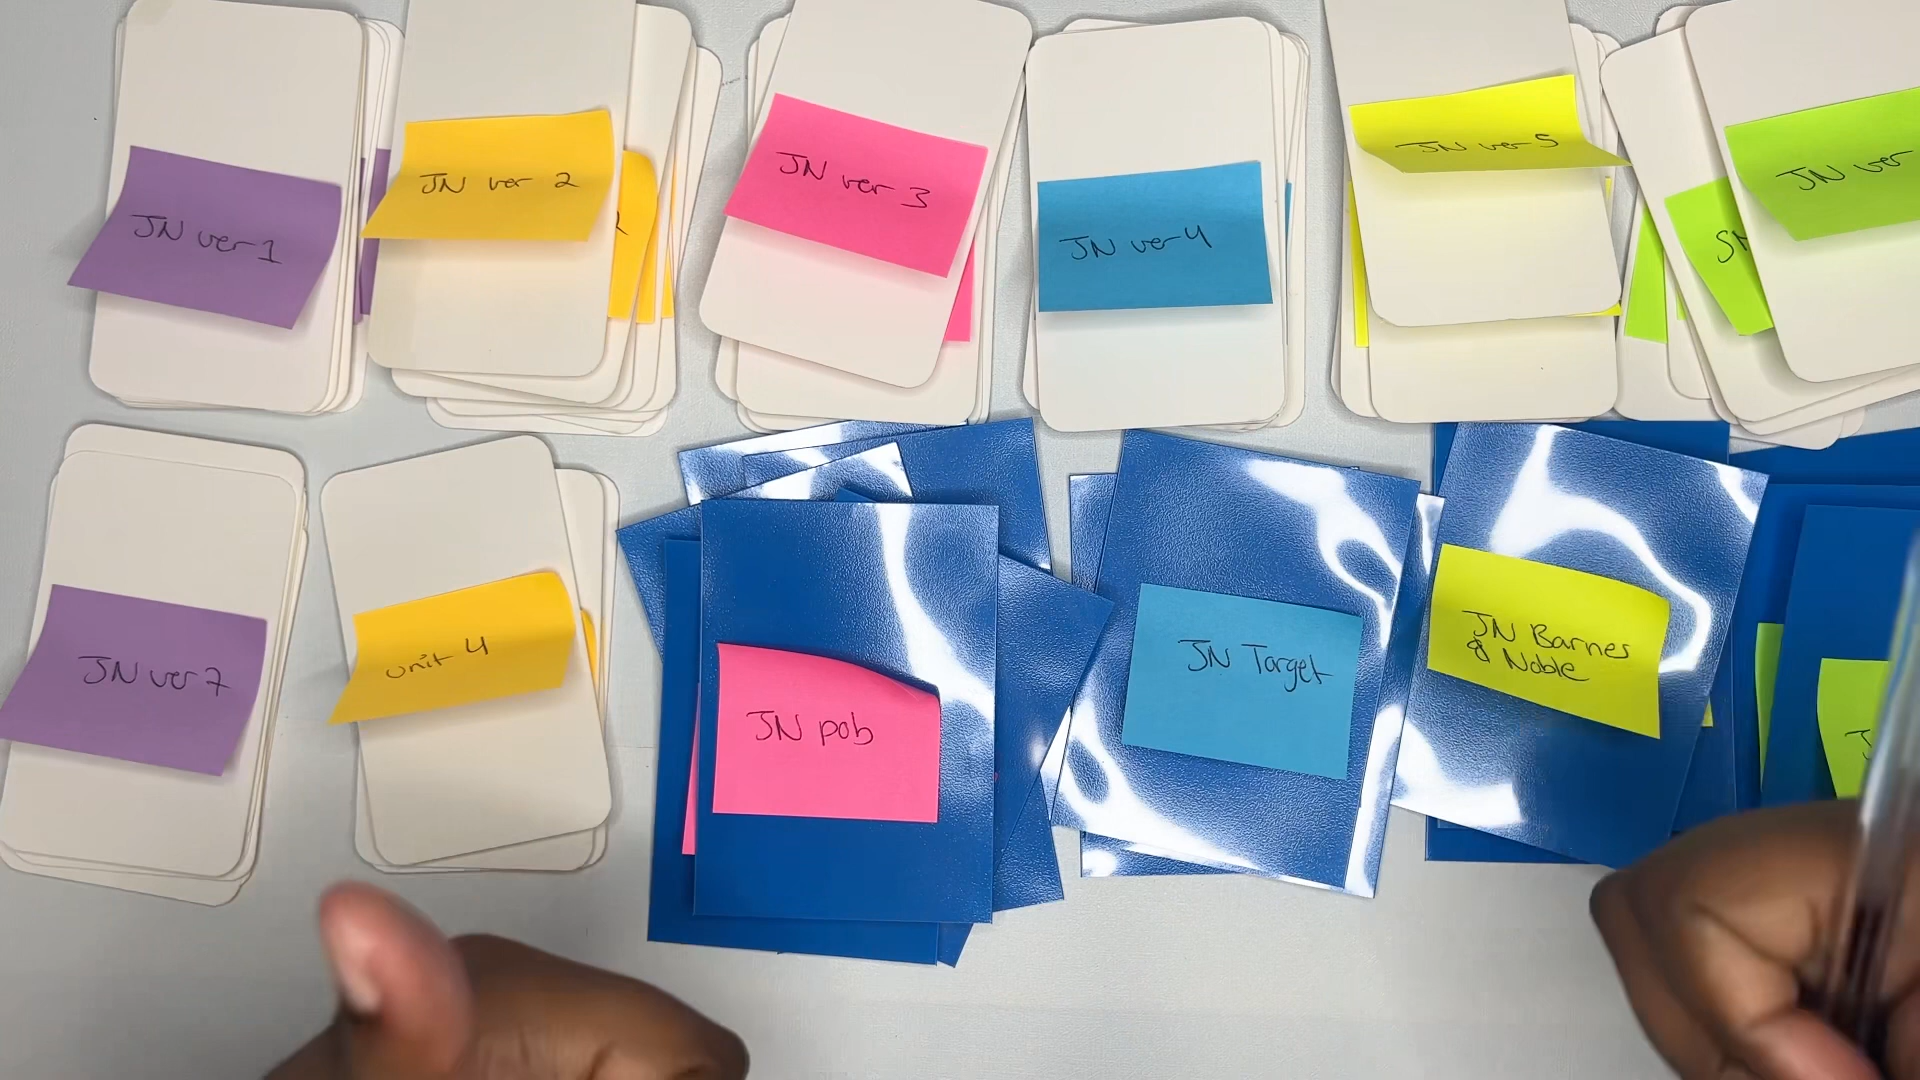 JN ver 1
JN ver 2
JN ver 3
JN ver 4
JN ver 5
JN ver
JN ver 7
unit 4
JN pob
JN Target
JN Barnes
& Noble